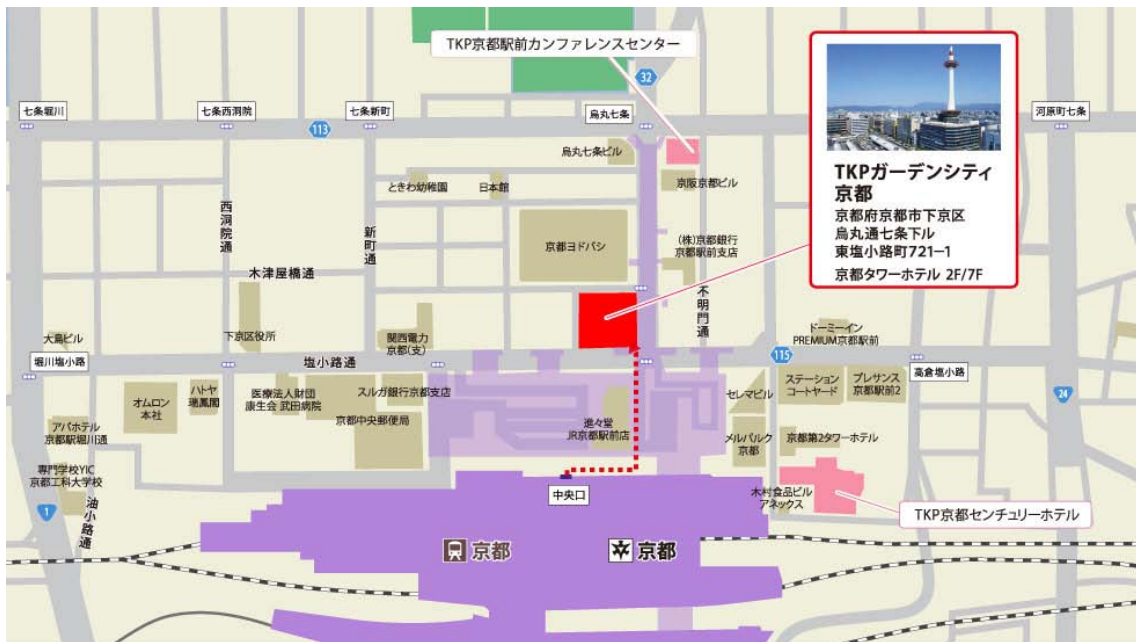 TKP京都駅前カンファレンスセンター
32
七条堀川
七条西洞院
七条新町
烏丸七条
河原町七条
113
烏丸七条ビル
ときわ幼稚園
日本館
京阪京都ビル
西洞院通
新町通
京都ヨドバシ
(株)京都銀行
京都駅前支店
木津屋橋通
不明門通
TKPガーデンシティ
京都
京都府京都市下京区
烏丸通七条下ル
東塩小路町721−1
京都タワーホテル 2F/7F
大島ビル
下京区役所
関西電力
京都(支)
ドーミーイン
PREMIUM京都駅前
堀川塩小路
塩小路通
115
高倉塩小路
オムロン
本社
ハトヤ
瑞鳳閣
医療法人財団
康生会 武田病院
スルガ銀行京都支店
京都中央郵便局
セレマビル
ステーション
コートヤード
プレサンス
京都駅前2
24
アパホテル
京都駅堀川通
進々堂
JR京都駅前店
メルパルク
京都
京都第2タワーホテル
専門学校YIC
京都工科大学校
油小路通
1
中央口
木村食品ビル
アネックス
TKP京都センチュリーホテル
京都
京都